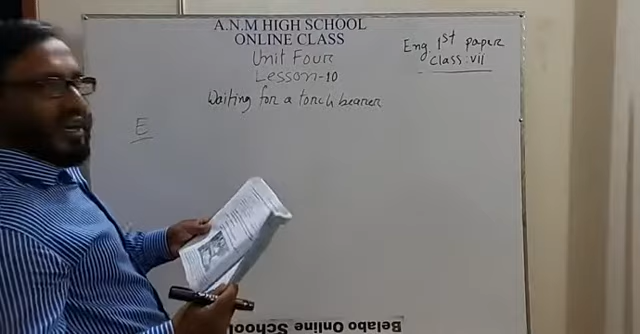 A.N.M HIGH SCHOOL
ONLINE CLASS
Unit Four
Lesson-10
Waiting for a torch bearer
Eng 1st paper
Class: VII
E
Belabo Online School